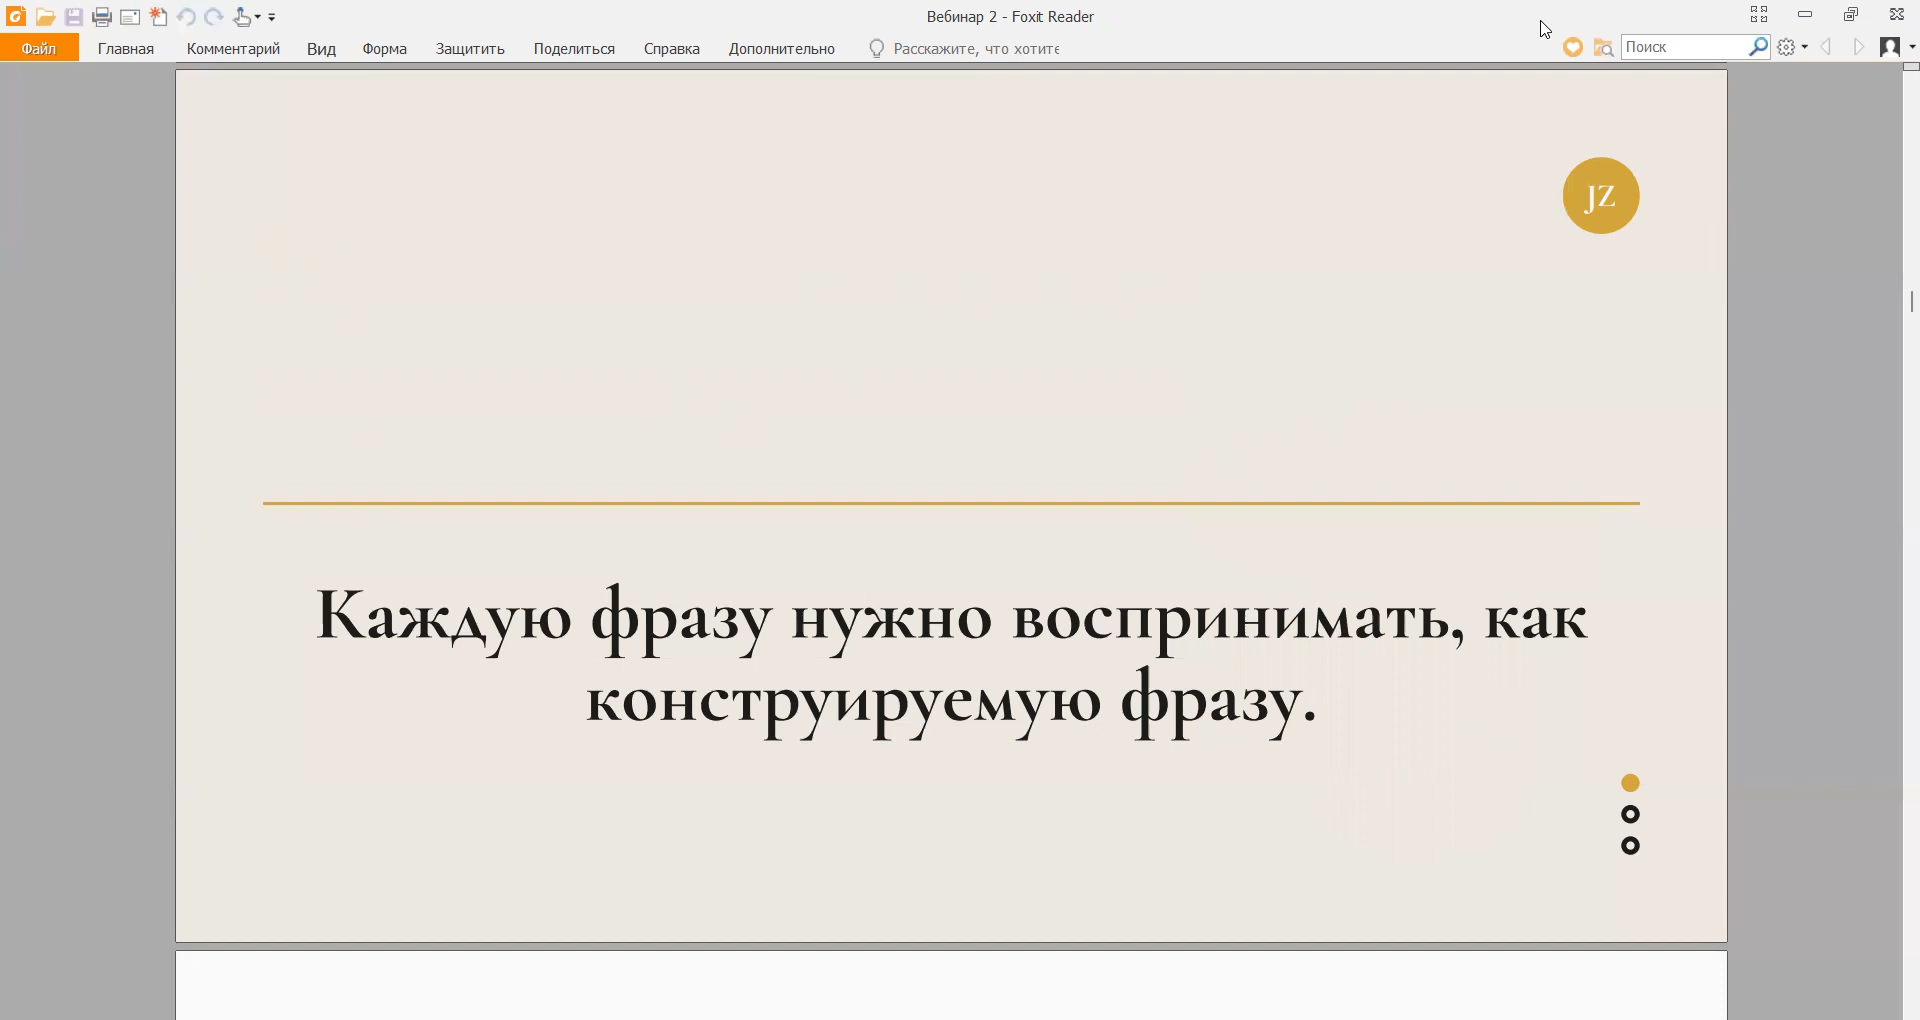 Вебинар 2 - Foxit Reader
Файл Главная Комментарий Вид Форма Защитить Поделиться Справка Дополнительно Расскажите, что хотите Поиск
JZ
Каждую фразу нужно воспринимать, как
конструируемую фразу.